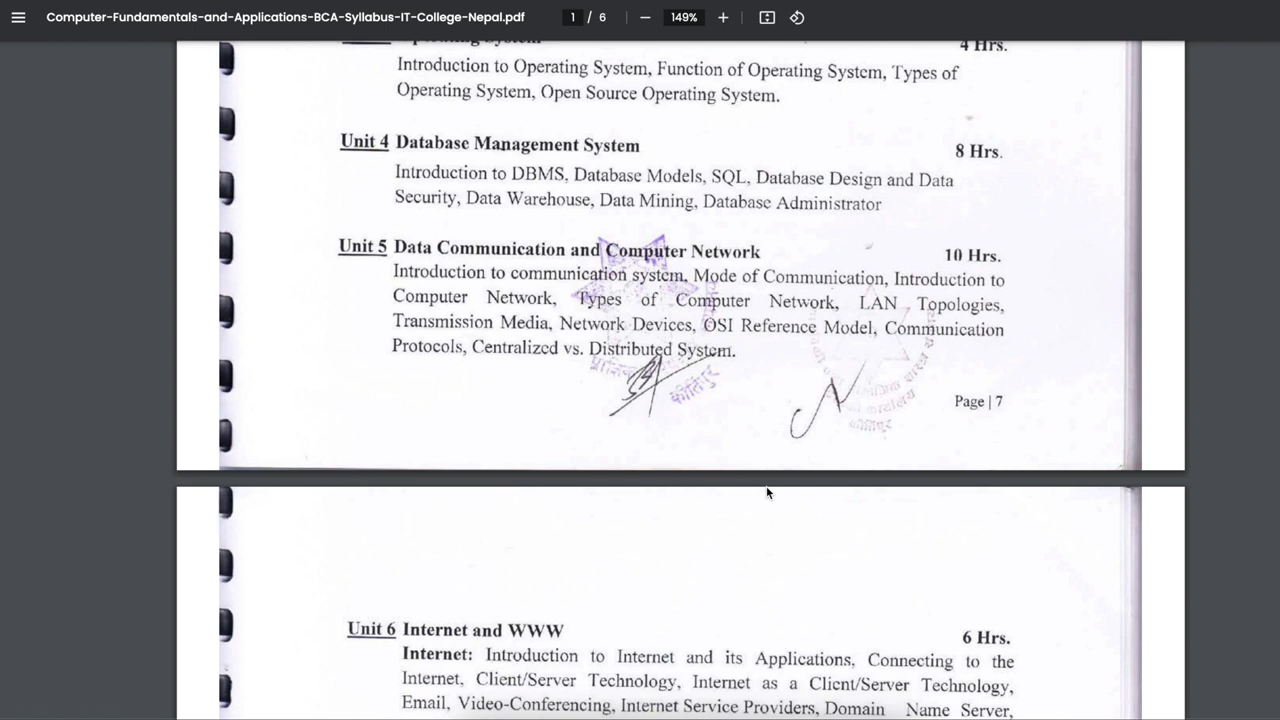 Computer-Fundamentals-and-Applications-BCA-Syllabus-IT-College-Nepal.pdf 1 / 6 149%
Operating System 4 Hrs.
Introduction to Operating System, Function of Operating System, Types of
Operating System, Open Source Operating System.
Unit 4 Database Management System 8 Hrs.
Introduction to DBMS, Database Models, SQL, Database Design and Data
Security, Data Warehouse, Data Mining, Database Administrator
Unit 5 Data Communication and Computer Network 10 Hrs.
Introduction to communication system, Mode of Communication, Introduction to
Computer Network, Types of Computer Network, LAN Topologies,
Transmission Media, Network Devices, OSI Reference Model, Communication
Protocols, Centralized vs. Distributed System.
कीर्तिपुर
Page | 7
Unit 6 Internet and WWW 6 Hrs.
Internet: Introduction to Internet and its Applications, Connecting to the
Internet, Client/Server Technology, Internet as a Client/Server Technology,
Email, Video-Conferencing, Internet Service Providers, Domain Name Server,